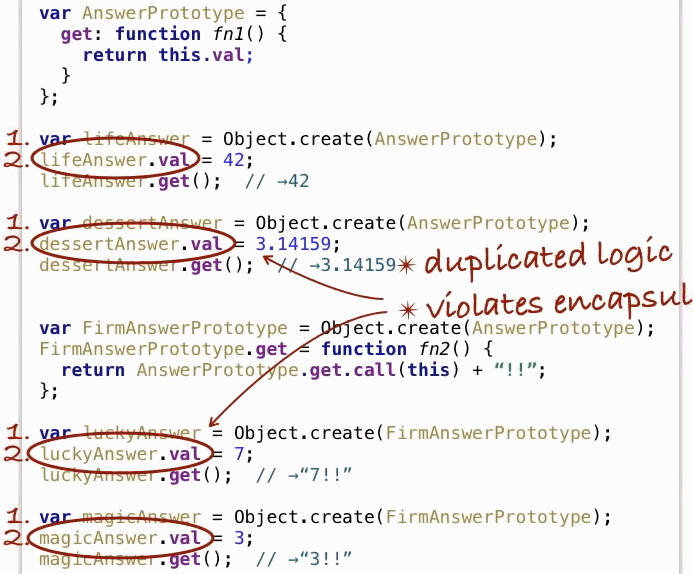 var AnswerPrototype = {
get: function fn1() {
return this.val;
}
};
1. var lifeAnswer = Object.create(AnswerPrototype);
2. lifeAnswer.val = 42;
lifeAnswer.get(); // →42
1. var dessertAnswer = Object.create(AnswerPrototype);
2. dessertAnswer.val = 3.14159;
dessertAnswer.get(); // →3.14159
* duplicated logic
* violates encapsul
var FirmAnswerPrototype = Object.create(AnswerPrototype);
FirmAnswerPrototype.get = function fn2() {
return AnswerPrototype.get.call(this) + “!!”;
};
1. var luckyAnswer = Object.create(FirmAnswerPrototype);
2. luckyAnswer.val = 7;
luckyAnswer.get(); // →“7!!”
1. var magicAnswer = Object.create(FirmAnswerPrototype);
2. magicAnswer.val = 3;
magicAnswer.get(); // →“3!!”